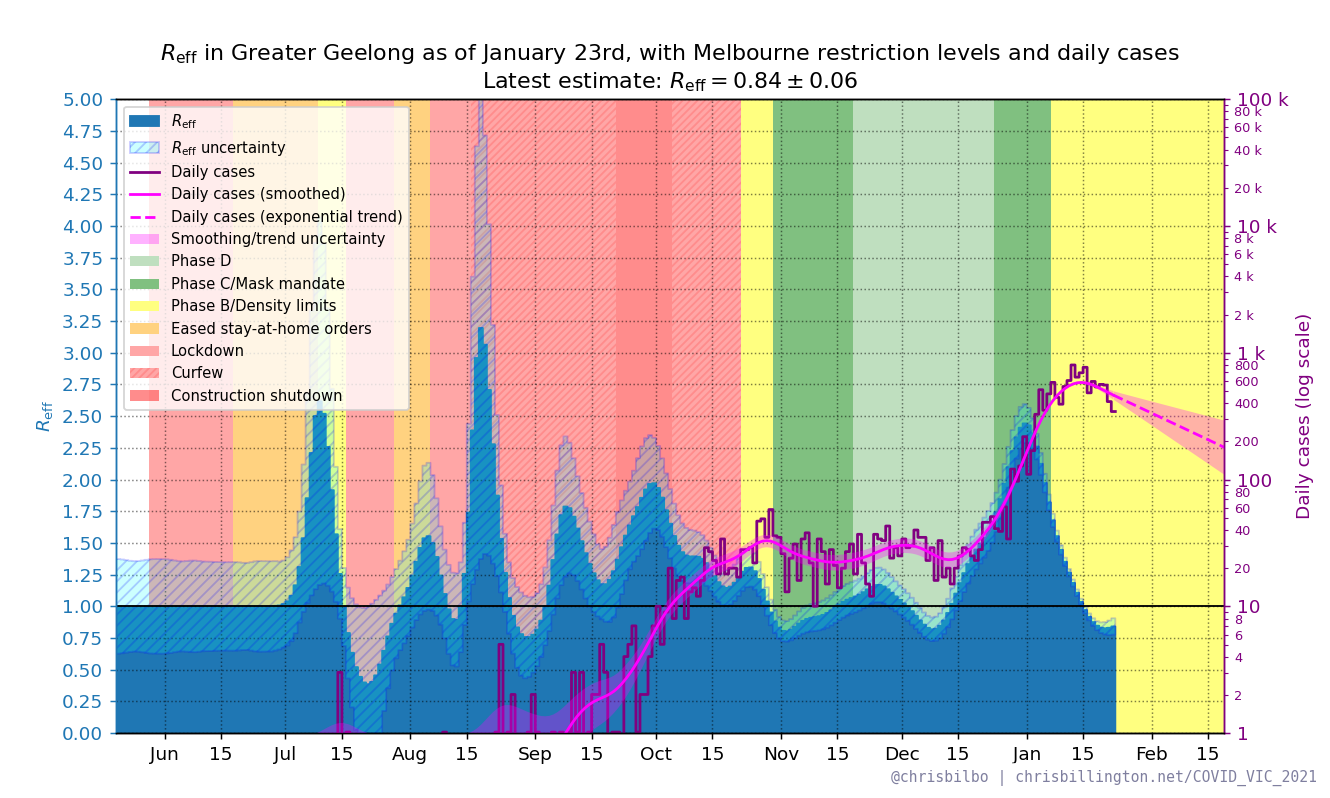 R_eff in Greater Geelong as of January 23rd, with Melbourne restriction levels and daily cases
Latest estimate: R_eff = 0.84 ± 0.06
R_eff
R_eff uncertainty
Daily cases
Daily cases (smoothed)
Daily cases (exponential trend)
Smoothing/trend uncertainty
Phase D
Phase C/Mask mandate
Phase B/Density limits
Eased stay-at-home orders
Lockdown
Curfew
Construction shutdown
R_eff
5.00
4.75
4.50
4.25
4.00
3.75
3.50
3.25
3.00
2.75
2.50
2.25
2.00
1.75
1.50
1.25
1.00
0.75
0.50
0.25
0.00
100 k
80 k
60 k
40 k
20 k
10 k
8 k
6 k
4 k
2 k
1 k
800
600
400
200
100
80
60
40
20
10
8
6
4
2
1
Daily cases (log scale)
Jun 15 Jul 15 Aug 15 Sep 15 Oct 15 Nov 15 Dec 15 Jan 15 Feb 15
@chrisbilbo | chrisbillington.net/COVID_VIC_2021